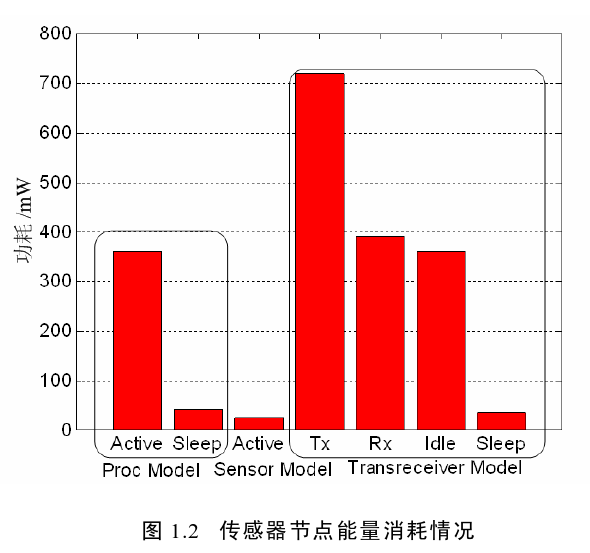 800
700
600
500
400
300
200
100
0
功耗/mW
Active Sleep Active Tx Rx Idle Sleep
Proc Model Sensor Model Transreceiver Model
图 1.2 传感器节点能量消耗情况